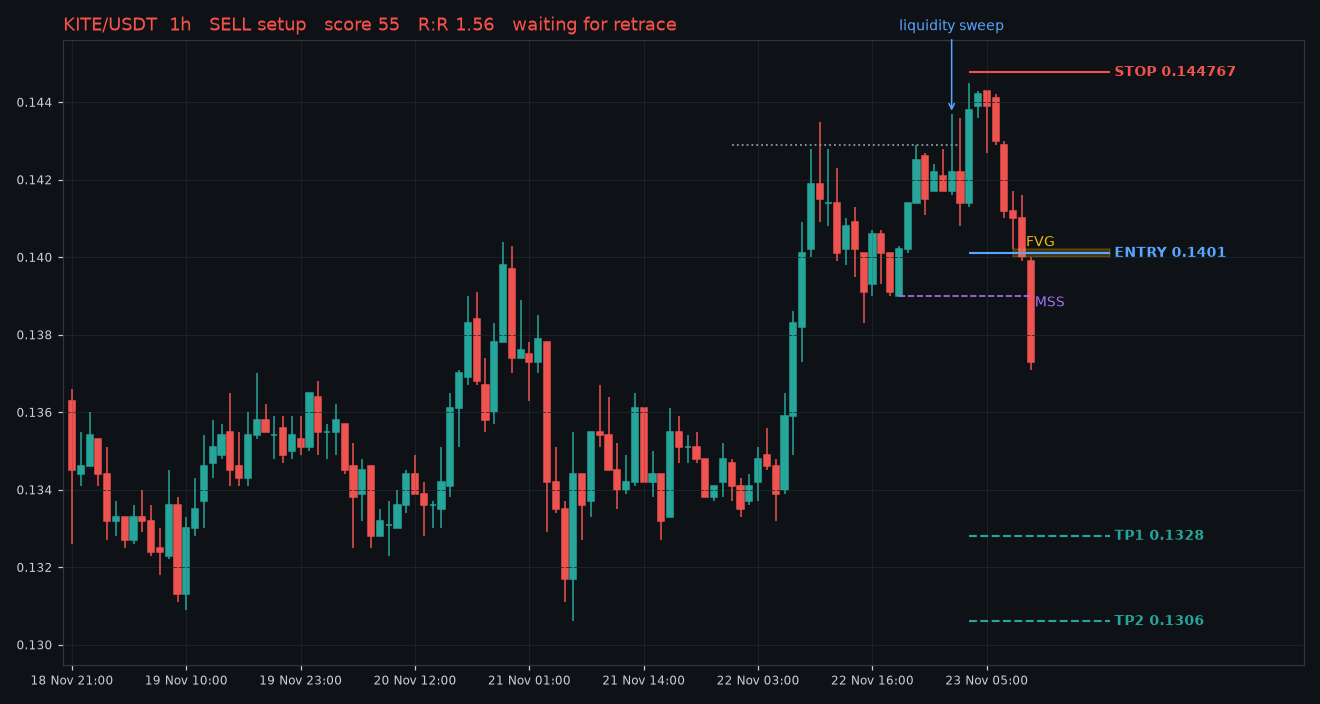 KITE/USDT  1h   SELL setup   score 55   R:R 1.56   waiting for retrace
liquidity sweep
STOP 0.144767
0.144
0.142
FVG
ENTRY 0.1401
0.140
MSS
0.138
0.136
0.134
TP1 0.1328
0.132
TP2 0.1306
0.130
18 Nov 21:00
19 Nov 10:00
19 Nov 23:00
20 Nov 12:00
21 Nov 01:00
21 Nov 14:00
22 Nov 03:00
22 Nov 16:00
23 Nov 05:00